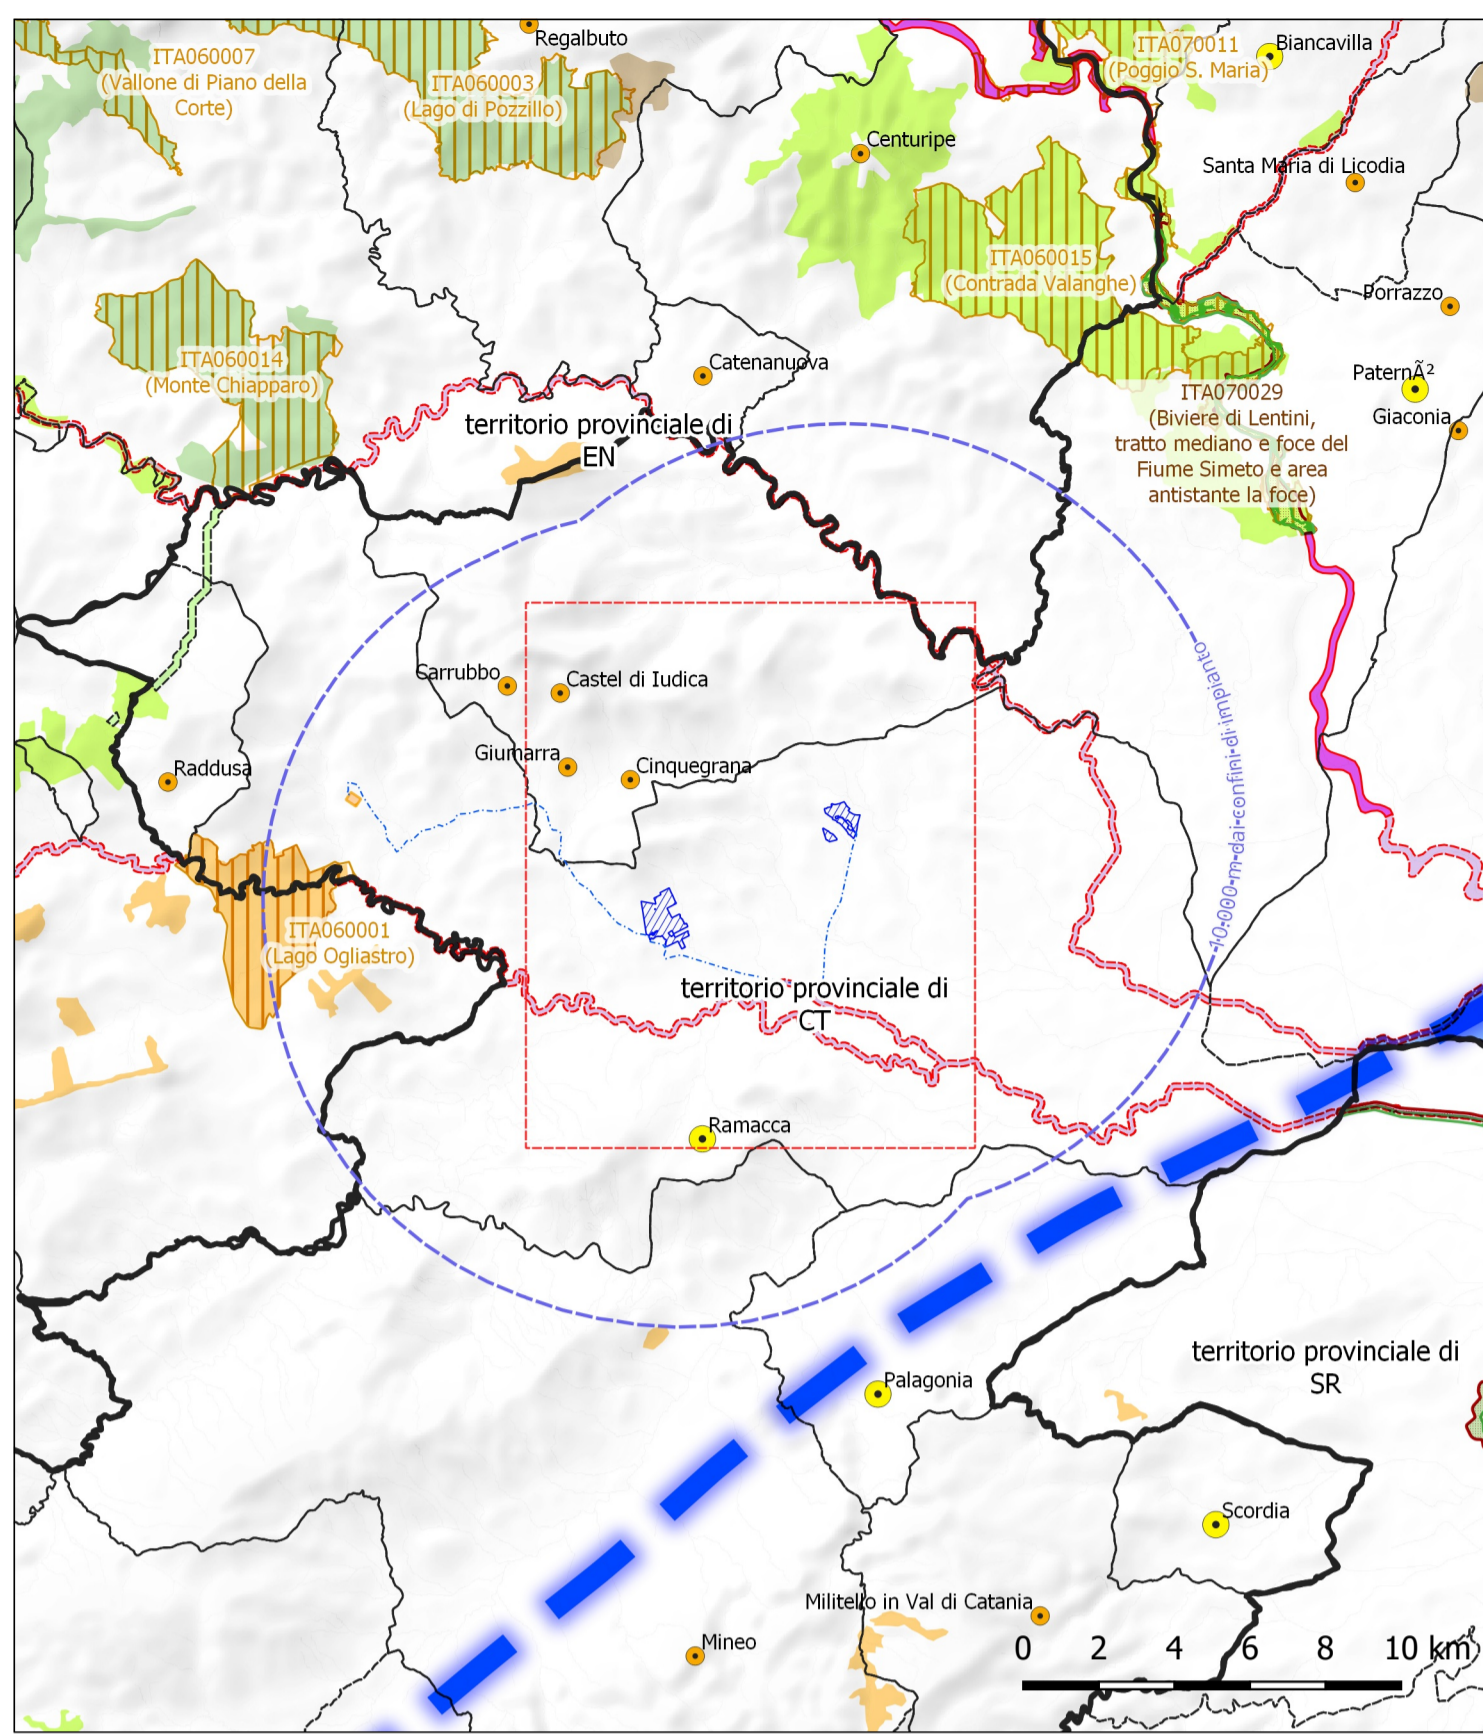 Regalbuto
ITA060007
(Vallone di Piano della
Corte)
ITA060003
(Lago di Pozzillo)
ITA070011
(Poggio S. Maria)
Biancavilla
Centuripe
Santa Maria di Licodia
ITA060015
(Contrada Valanghe)
Porrazzo
ITA060014
(Monte Chiapparo)
Catenanuova
PaternÃ²
Giaconia
ITA070029
(Biviere di Lentini,
tratto mediano e foce del
Fiume Simeto e area
antistante la foce)
territorio provinciale di
EN
Carrubbo
Castel di Iudica
Giumarra
Cinquegrana
Raddusa
10.000 m dai confini di impianto
ITA060001
(Lago Ogliastro)
territorio provinciale di
CT
Ramacca
territorio provinciale di
SR
Palagonia
Scordia
Militello in Val di Catania
Mineo
0 2 4 6 8 10 km